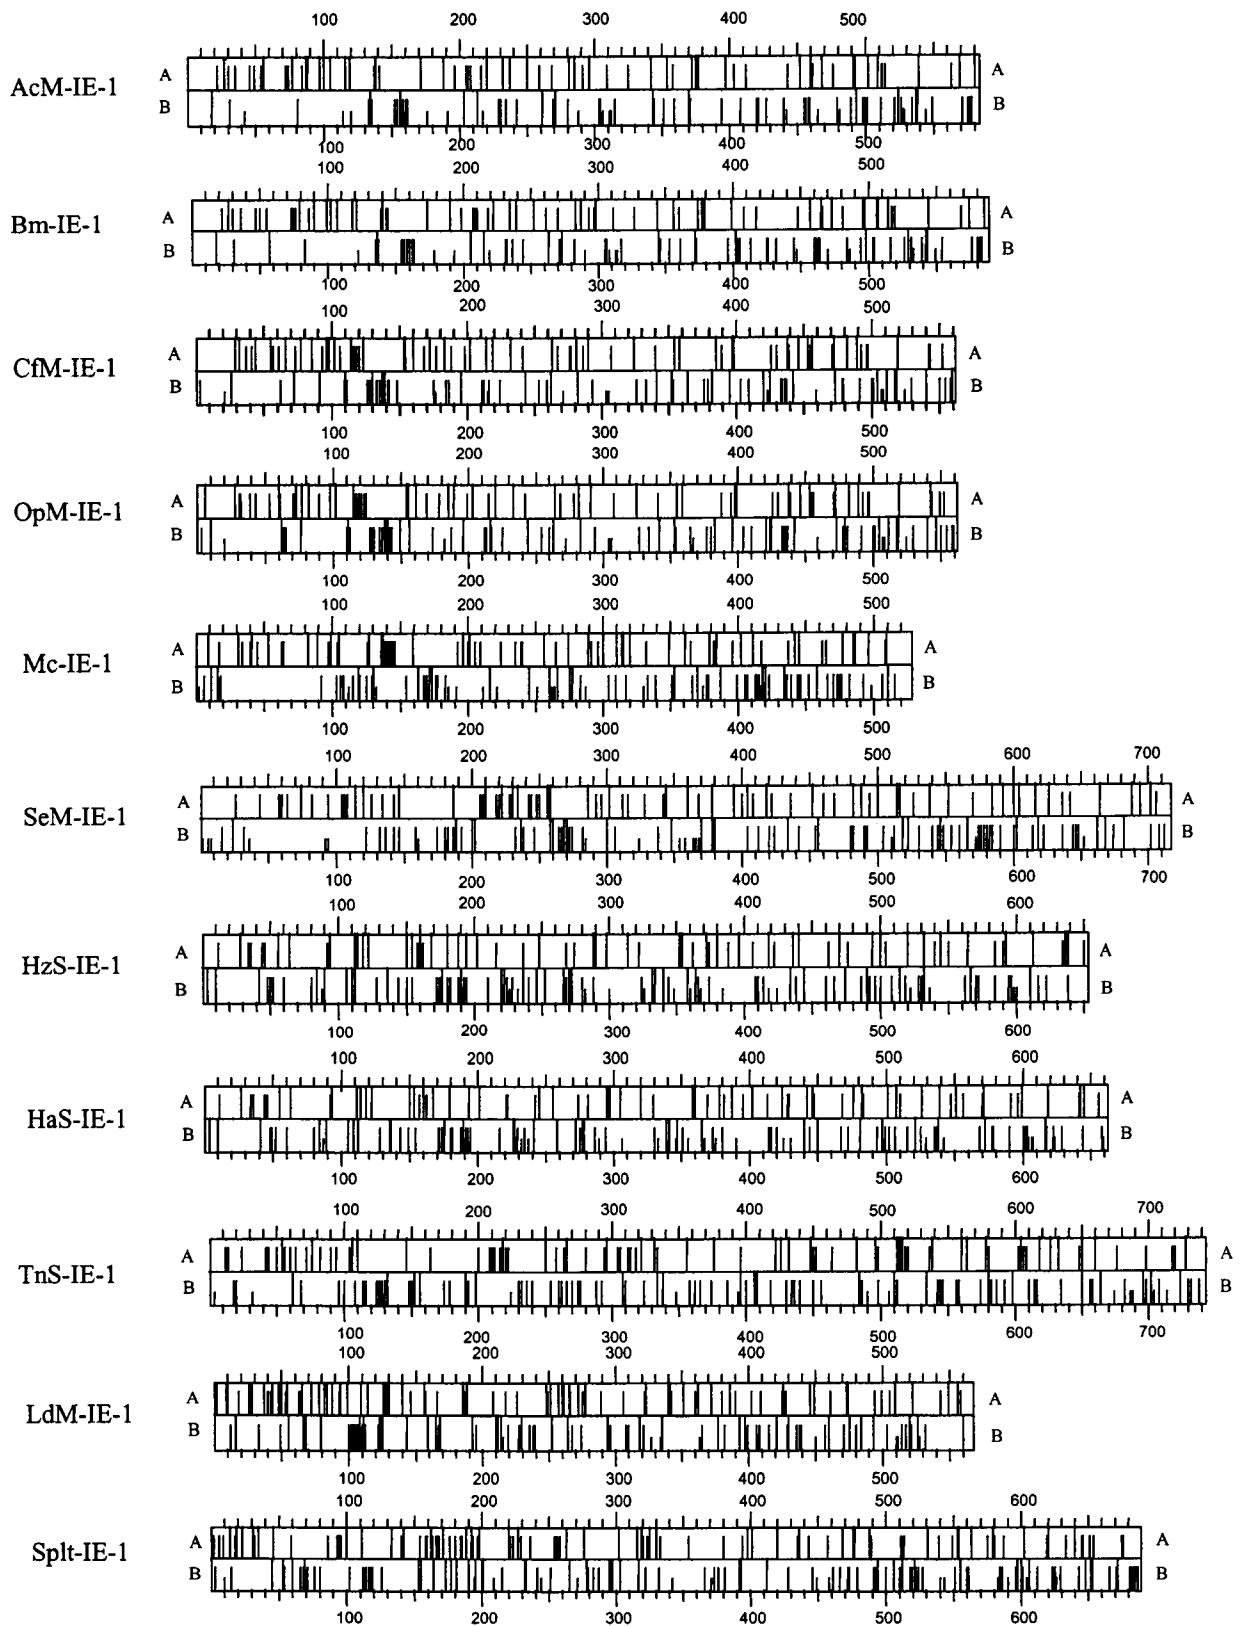 100 200 300 400 500
AcM-IE-1 A A
B B
100 200 300 400 500
100 200 300 400 500
Bm-IE-1 A A
B B
100 200 300 400 500
100 200 300 400 500
CfM-IE-1 A A
B B
100 200 300 400 500
100 200 300 400 500
OpM-IE-1 A A
B B
100 200 300 400 500
100 200 300 400 500
Mc-IE-1 A A
B B
100 200 300 400 500
100 200 300 400 500 600 700
SeM-IE-1 A A
B B
100 200 300 400 500 600 700
100 200 300 400 500 600
HzS-IE-1 A A
B B
100 200 300 400 500 600
100 200 300 400 500 600
HaS-IE-1 A A
B B
100 200 300 400 500 600
100 200 300 400 500 600 700
TnS-IE-1 A A
B B
100 200 300 400 500 600 700
100 200 300 400 500
LdM-IE-1 A A
B B
100 200 300 400 500
100 200 300 400 500 600
Splt-IE-1 A A
B B
100 200 300 400 500 600